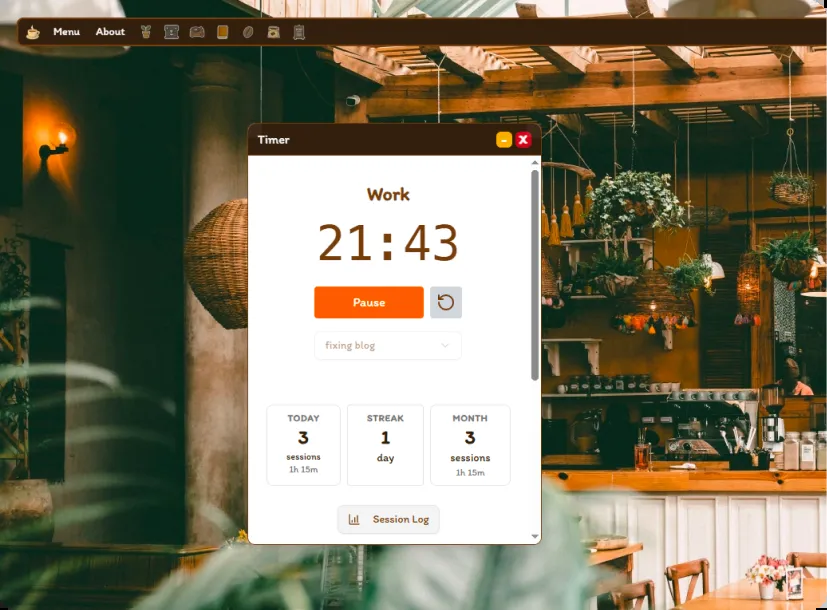 Menu About
Timer
Work
21:43
Pause
fixing blog
TODAY STREAK MONTH
3 1 3
sessions day sessions
1h 15m 1h 15m
Session Log